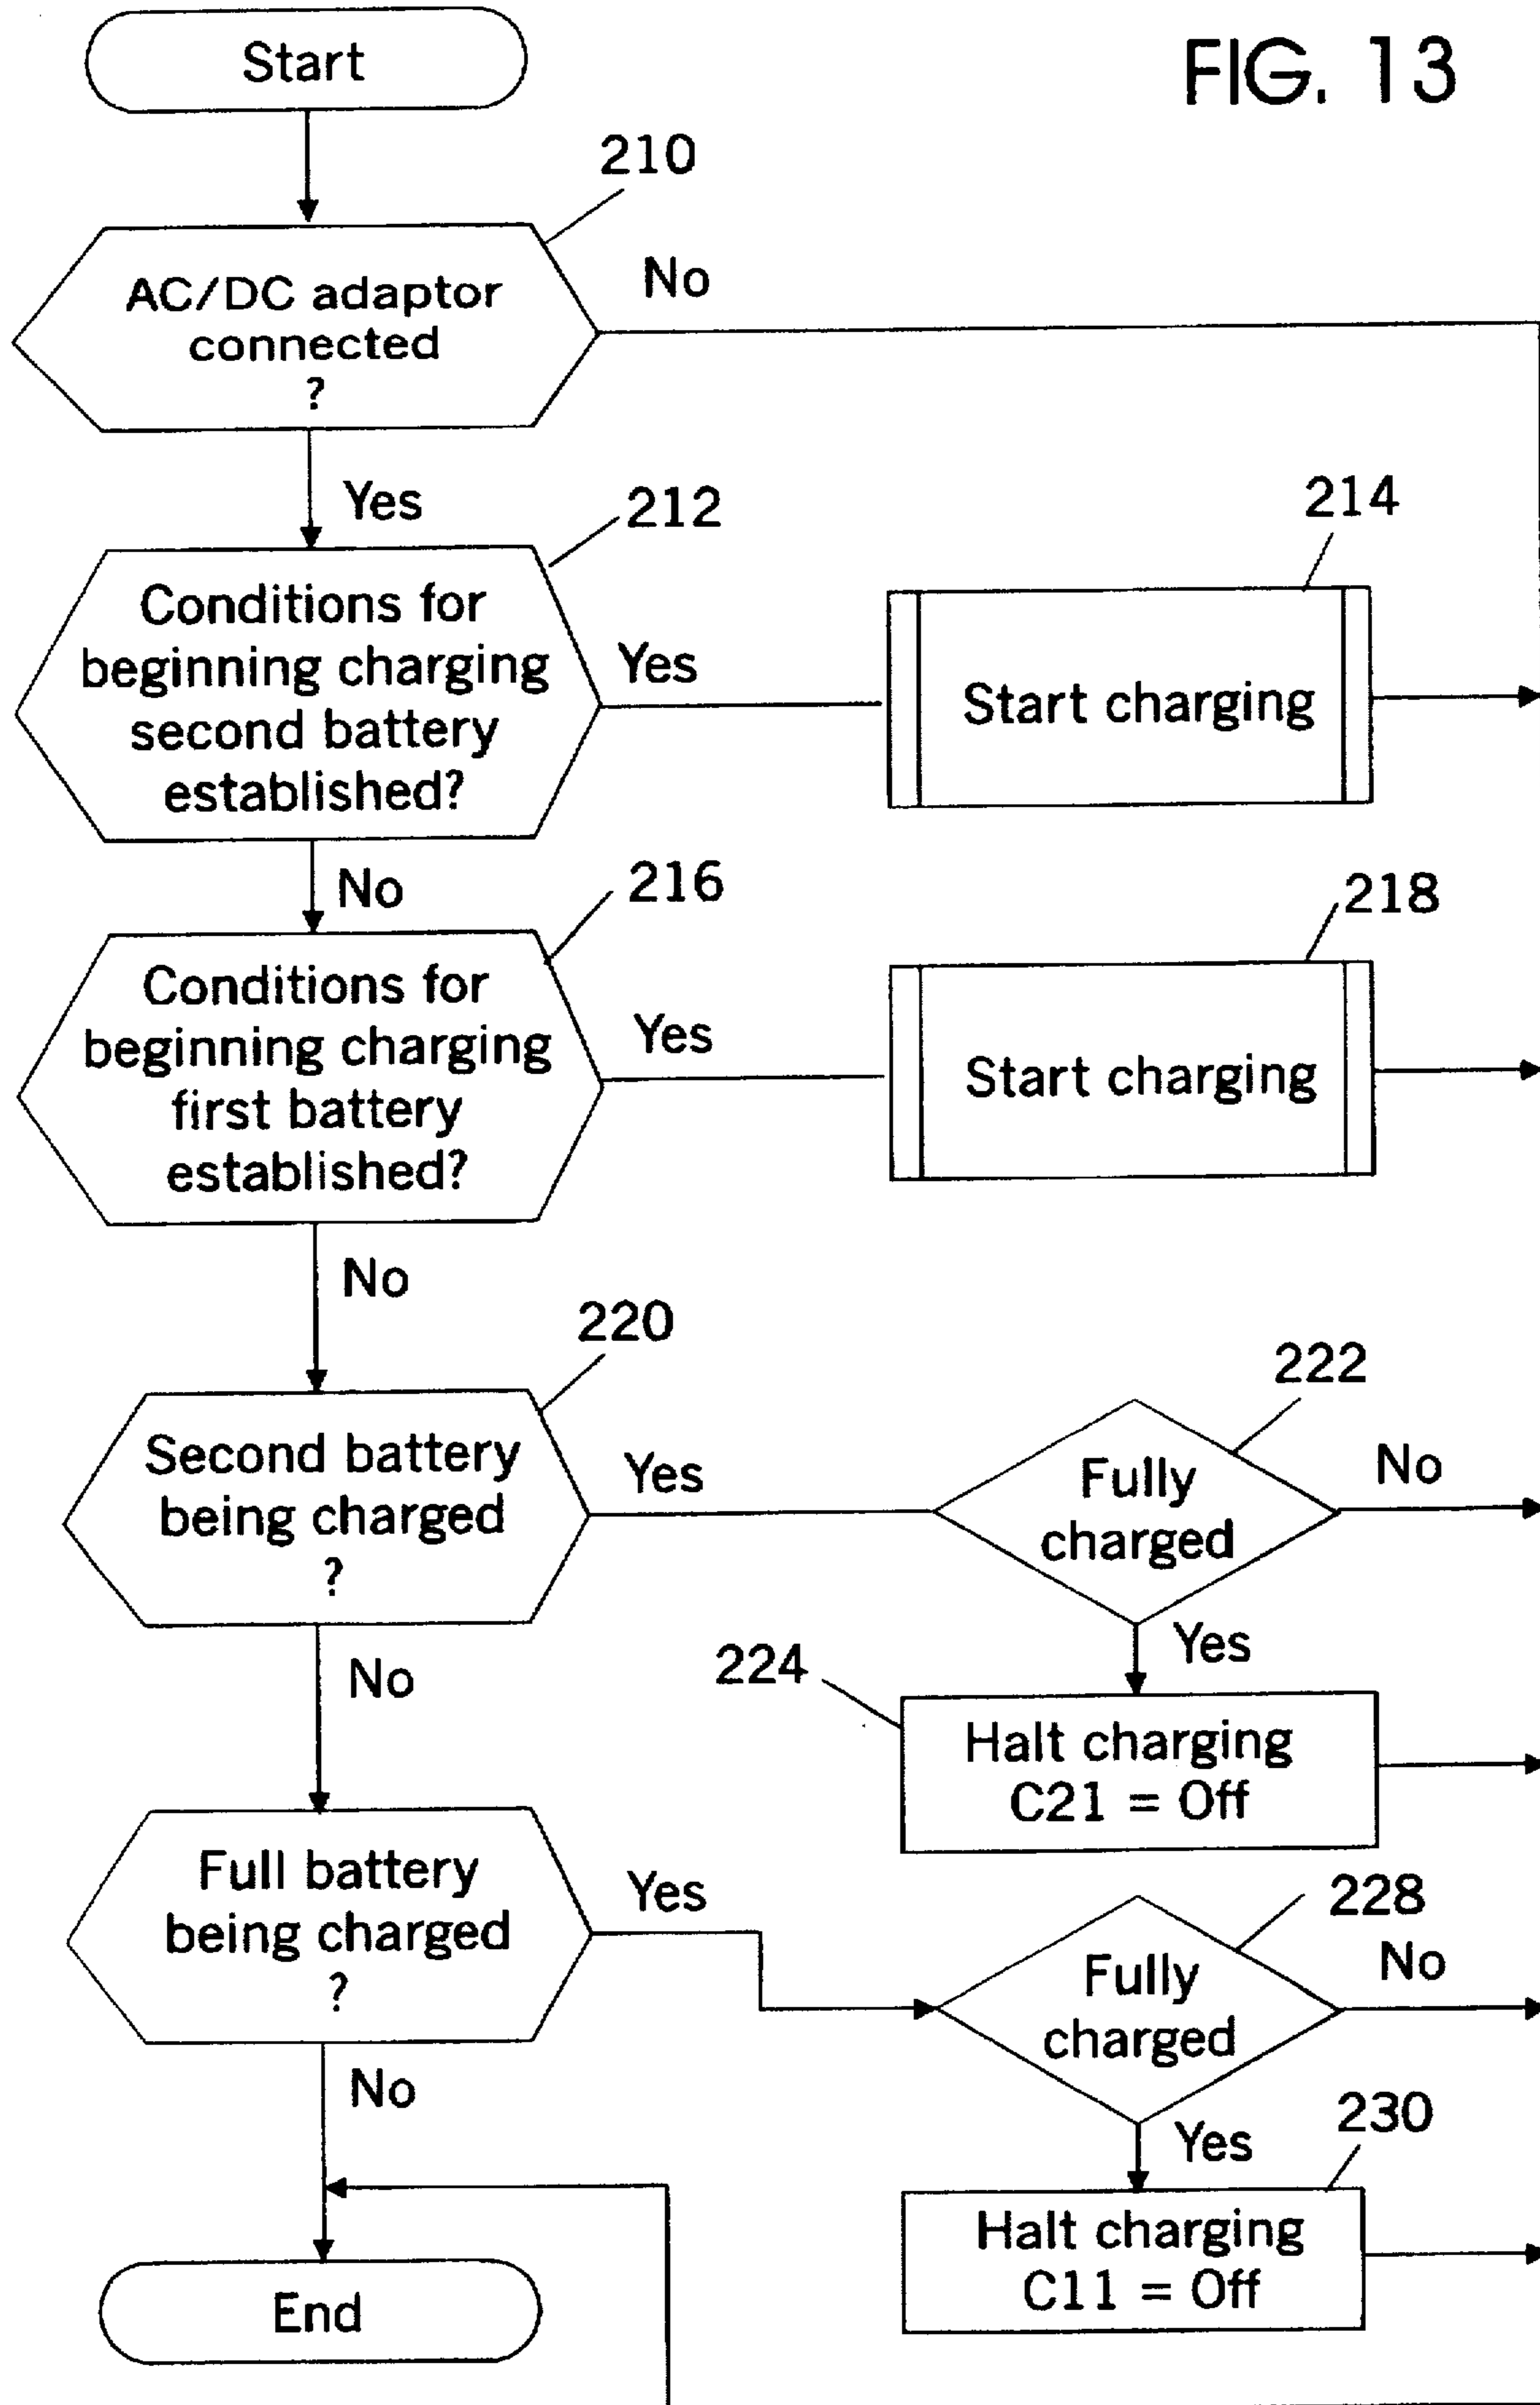 FIG. 13
Start
210
AC/DC adaptor
connected
?
No
Yes
212
Conditions for
beginning charging
second battery
established?
Yes
214
Start charging
No
216
Conditions for
beginning charging
first battery
established?
Yes
218
Start charging
No
220
Second battery
being charged
?
Yes
222
Fully
charged
No
Yes
224
Halt charging
C21 = Off
No
Full battery
being charged
?
Yes
228
Fully
charged
No
Yes
230
Halt charging
C11 = Off
No
End